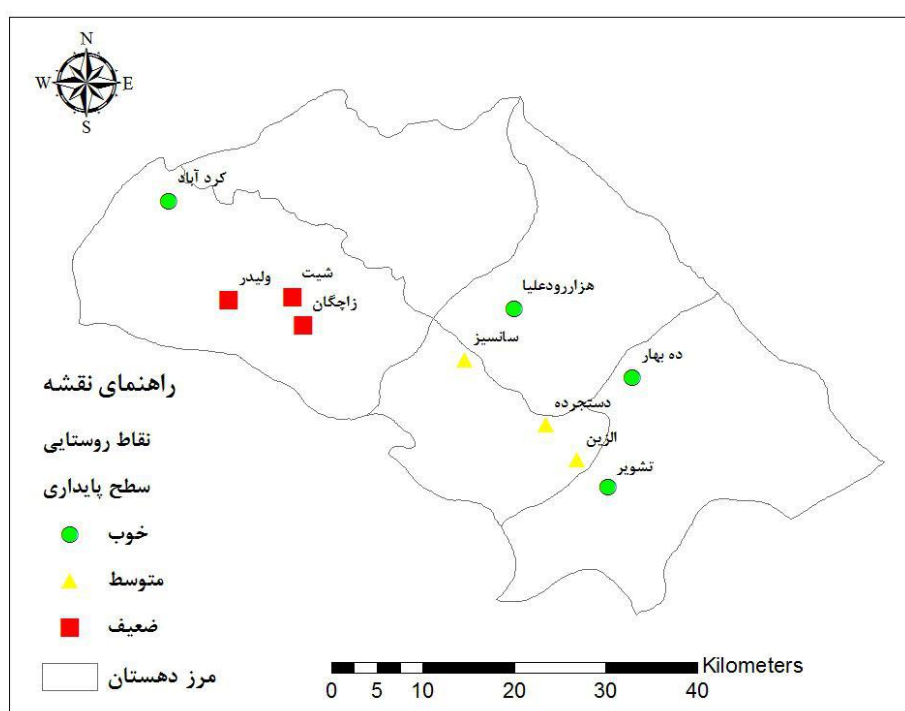 N
W E
S
کرد آباد
ولیدر
شیت
زاچگان
هزاررودعلیا
سانسیز
ده بهار
دستجرده
الزین
تشویر
راهنمای نقشه
نقاط روستایی
سطح پایداری
خوب
متوسط
ضعیف
مرز دهستان
Kilometers
0 5 10 20 30 40